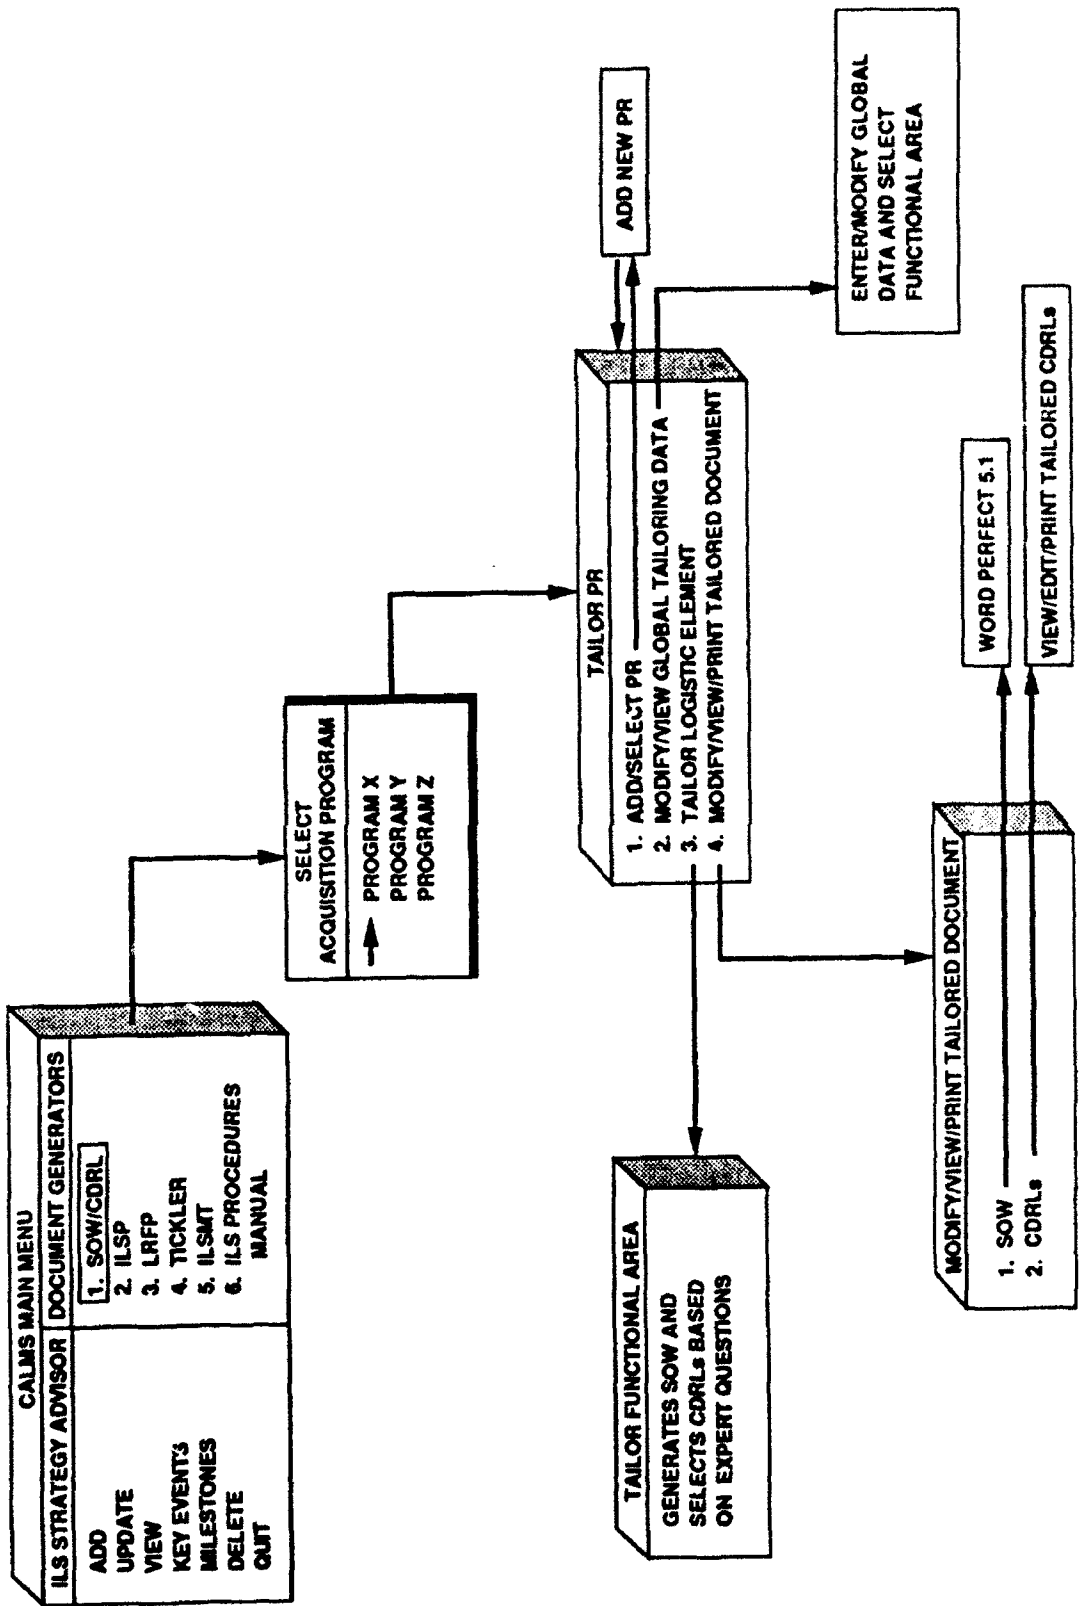 CALMS MAIN MENU
ILS STRATEGY ADVISOR
DOCUMENT GENERATORS
ADD
UPDATE
VIEW
KEY EVENTS
MILESTONES
DELETE
QUIT
1. SOW/CDRL
2. ILSP
3. LRFP
4. TICKLER
5. ILSMT
6. ILS PROCEDURES
MANUAL
SELECT
ACQUISITION PROGRAM
PROGRAM X
PROGRAM Y
PROGRAM Z
TAILOR PR
1. ADD/SELECT PR
2. MODIFY/VIEW GLOBAL TAILORING DATA
3. TAILOR LOGISTIC ELEMENT
4. MODIFY/VIEW/PRINT TAILORED DOCUMENT
ADD NEW PR
ENTER/MODIFY GLOBAL
DATA AND SELECT
FUNCTIONAL AREA
TAILOR FUNCTIONAL AREA
GENERATES SOW AND
SELECTS CDRLs BASED
ON EXPERT QUESTIONS
MODIFY/VIEW/PRINT TAILORED DOCUMENT
1. SOW
2. CDRLs
WORD PERFECT 5.1
VIEW/EDIT/PRINT TAILORED CDRLs